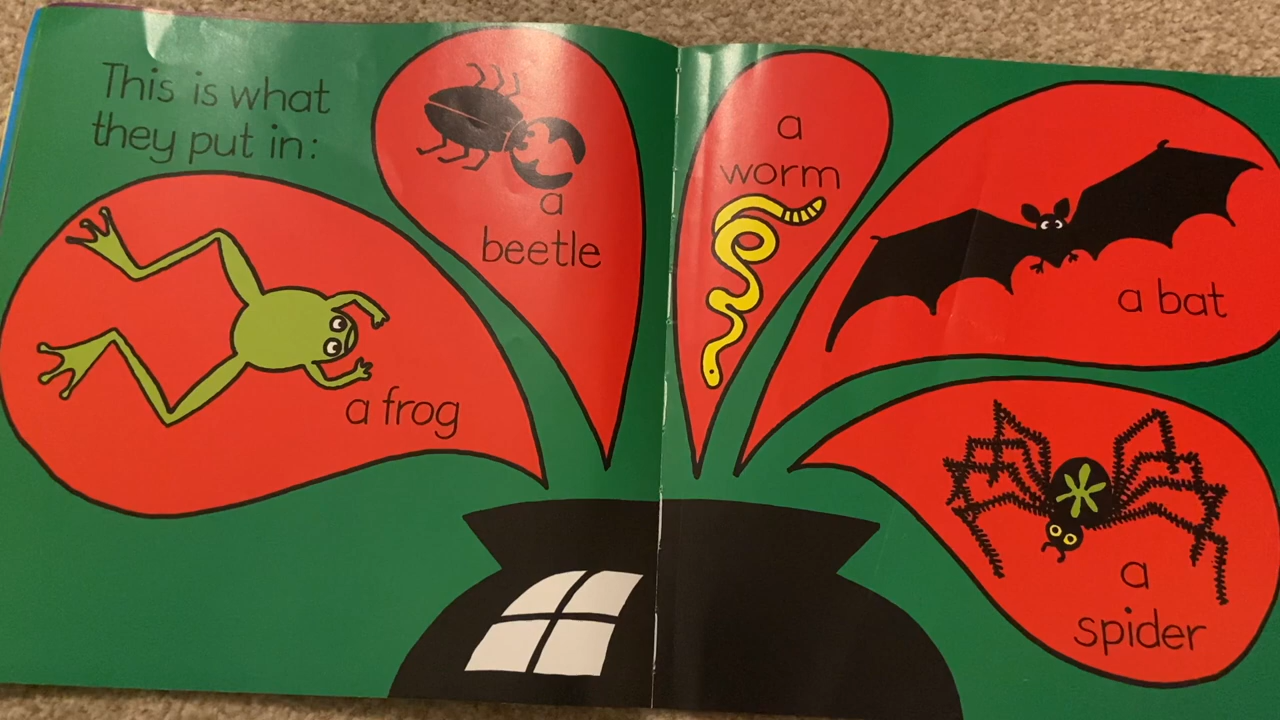 This is what
they put in:
a frog
a
beetle
a
worm
a bat
a
spider